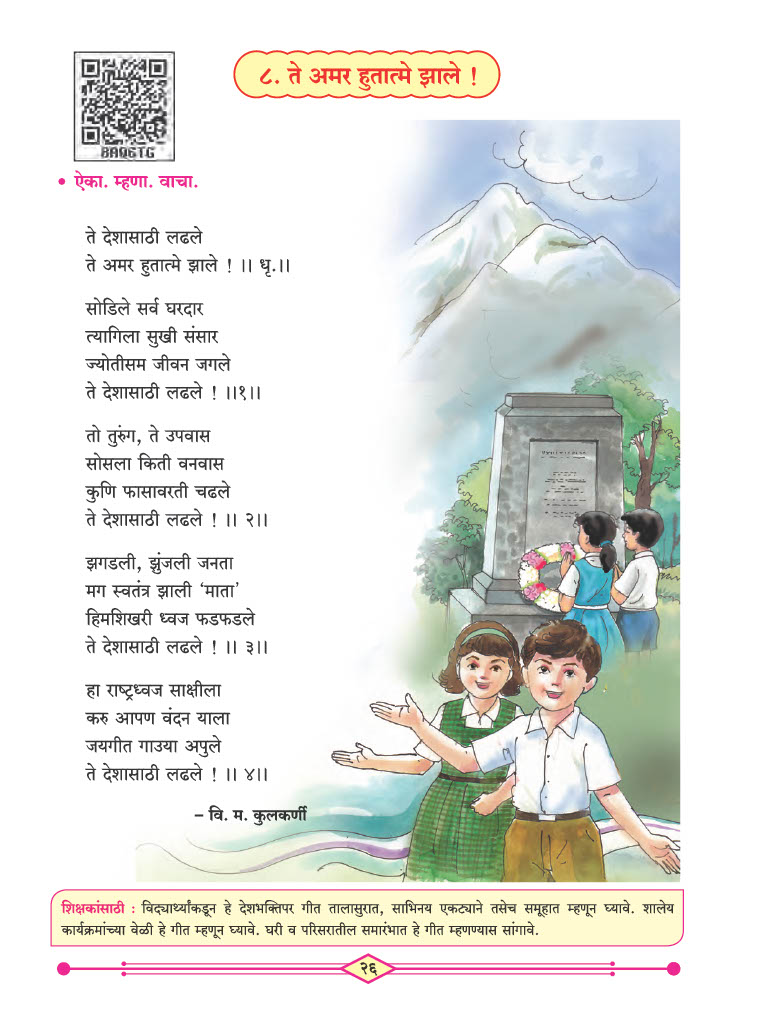 ८. ते अमर हुतात्मे झाले !
8AQ6TG
• ऐका. म्हणा. वाचा.
ते देशासाठी लढले
ते अमर हुतात्मे झाले ! ।। धृ.।।
सोडिले सर्व घरदार
त्यागिला सुखी संसार
ज्योतीसम जीवन जगले
ते देशासाठी लढले ! ।।१।।
तो तुरुंग, ते उपवास
सोसला किती वनवास
कुणि फासावरती चढले
ते देशासाठी लढले ! ।। २।।
झगडली, झुंजली जनता
मग स्वतंत्र झाली ‘माता’
हिमशिखरी ध्वज फडफडले
ते देशासाठी लढले ! ।। ३।।
हा राष्ट्रध्वज साक्षीला
करु आपण वंदन याला
जयगीत गाउया अपुले
ते देशासाठी लढले ! ।। ४।।
– वि. म. कुलकर्णी
शिक्षकांसाठी : विद्यार्थ्यांकडून हे देशभक्तिपर गीत तालासुरात, साभिनय एकट्याने तसेच समूहात म्हणून घ्यावे. शालेय
कार्यक्रमांच्या वेळी हे गीत म्हणून घ्यावे. घरी व परिसरातील समारंभात हे गीत म्हणण्यास सांगावे.
२६